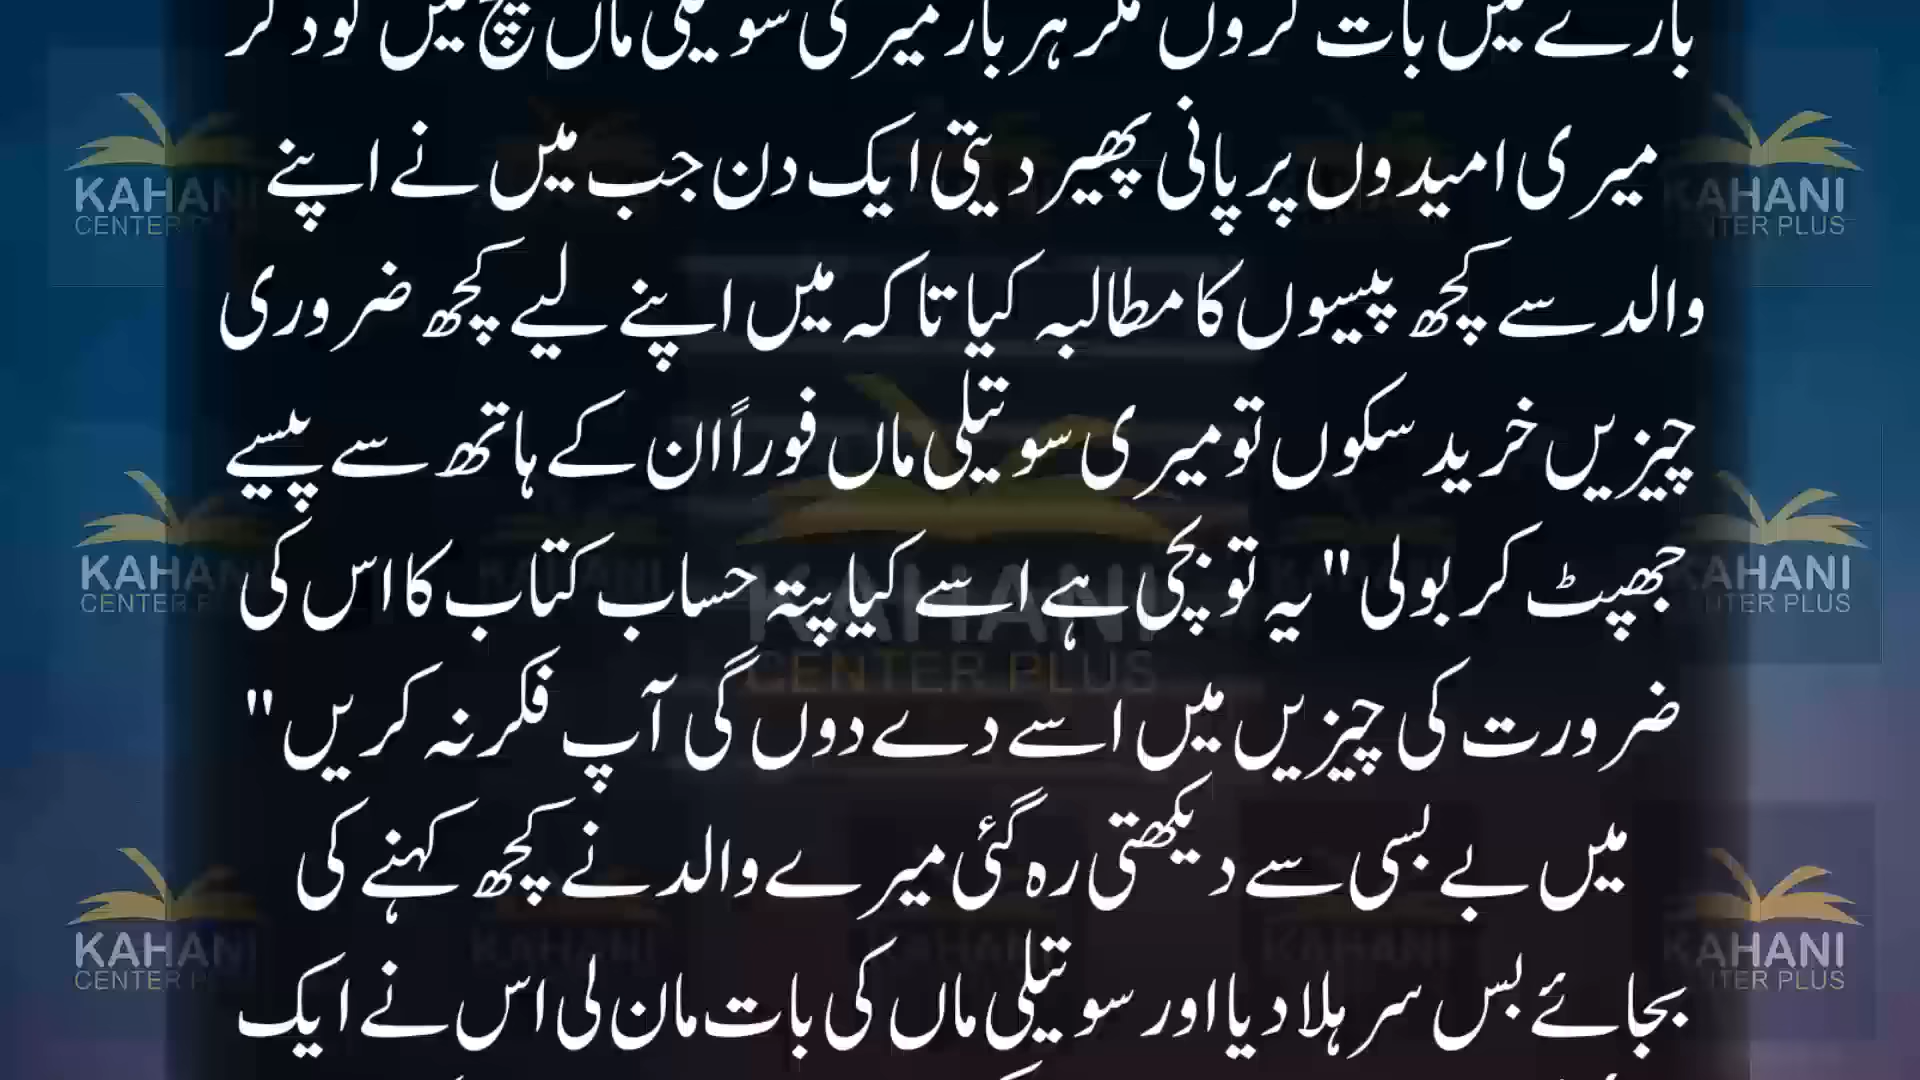 بارے میں بات کروں مگر ہر بار میری سوتیلی ماں بیچ میں کود کر
میری امیدوں پر پانی پھیر دیتی ایک دن جب میں نے اپنے
والد سے کچھ پیسوں کا مطالبہ کیا تا کہ میں اپنے لیے کچھ ضروری
چیزیں خرید سکوں تو میری سوتیلی ماں فوراً ان کے ہاتھ سے پیسے
جھپٹ کر بولی "یہ تو بچی ہے اسے کیا پتہ حساب کتاب کا اس کی
ضرورت کی چیزیں میں اسے دے دوں گی آپ فکر نہ کریں"
میں بے بسی سے دیکھتی رہ گئی میرے والد نے کچھ کہنے کی
بجائے بس سر ہلا دیا اور سوتیلی ماں کی بات مان لی اس نے ایک
KAHANI
CENTER PLUS